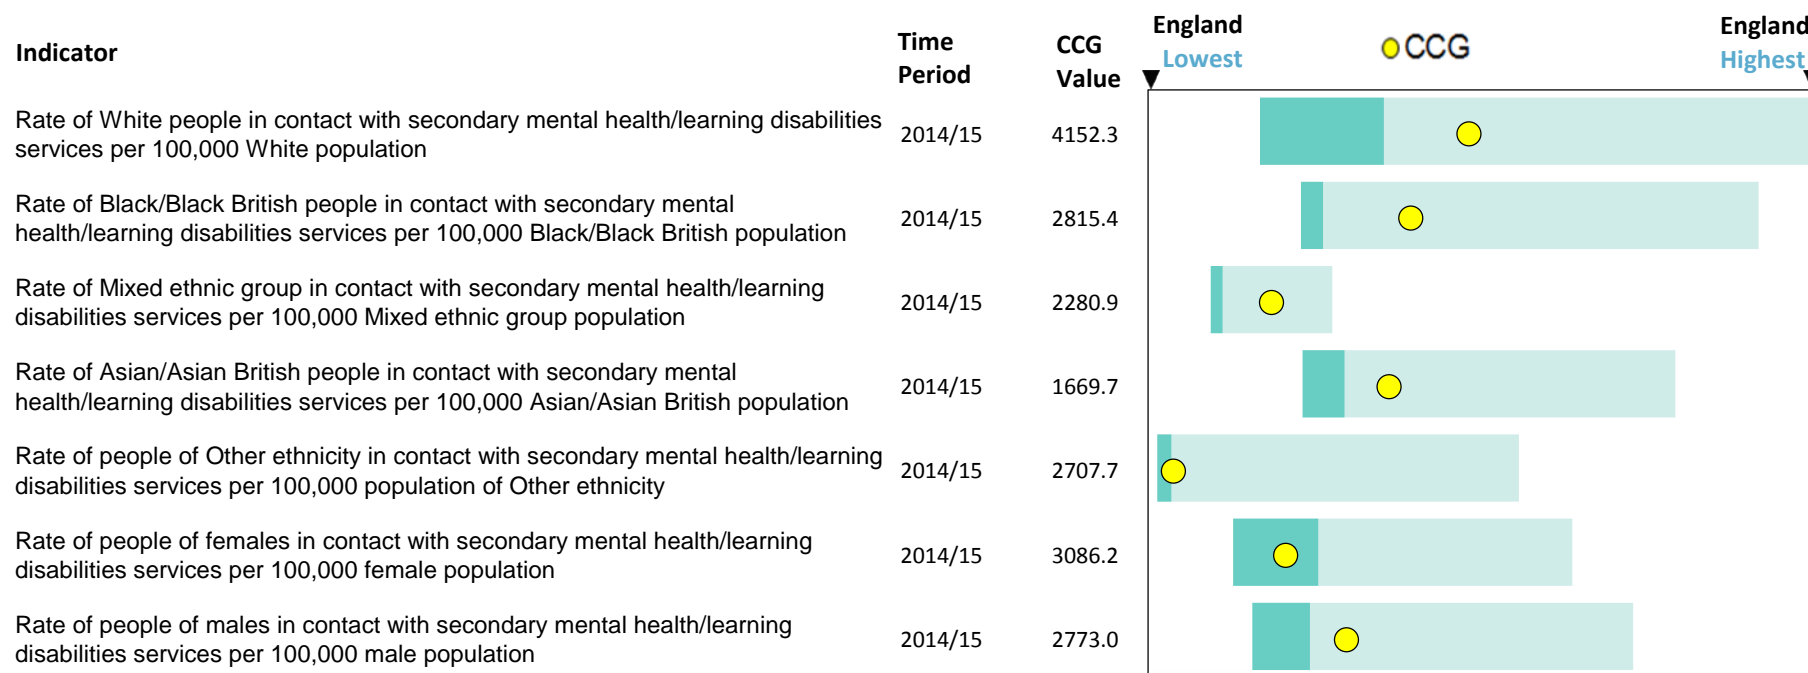 Indicator
Time Period
CCG Value
England Lowest
CCG
England Highest
Rate of White people in contact with secondary mental health/learning disabilities
services per 100,000 White population
2014/15
4152.3
Rate of Black/Black British people in contact with secondary mental
health/learning disabilities services per 100,000 Black/Black British population
2014/15
2815.4
Rate of Mixed ethnic group in contact with secondary mental health/learning
disabilities services per 100,000 Mixed ethnic group population
2014/15
2280.9
Rate of Asian/Asian British people in contact with secondary mental
health/learning disabilities services per 100,000 Asian/Asian British population
2014/15
1669.7
Rate of people of Other ethnicity in contact with secondary mental health/learning
disabilities services per 100,000 population of Other ethnicity
2014/15
2707.7
Rate of people of females in contact with secondary mental health/learning
disabilities services per 100,000 female population
2014/15
3086.2
Rate of people of males in contact with secondary mental health/learning
disabilities services per 100,000 male population
2014/15
2773.0